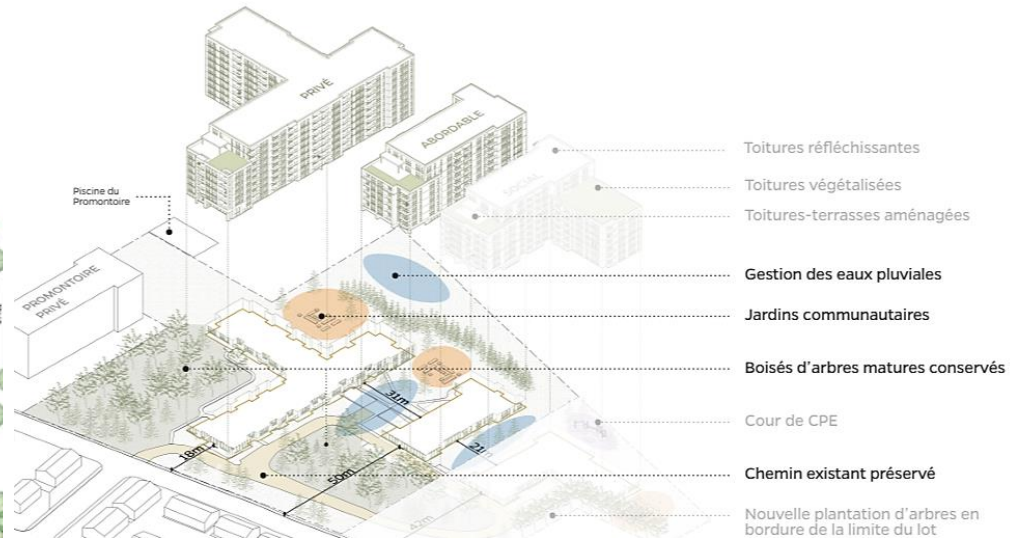 PRIVÉ
ABORDABLE
SOCIAL
Piscine du
Promontoire
PROMONTOIRE
PRIVÉ
31m
18m
50m
21
42m
Toitures réfléchissantes
Toitures végétalisées
Toitures-terrasses aménagées
Gestion des eaux pluviales
Jardins communautaires
Boisés d'arbres matures conservés
Cour de CPE
Chemin existant préservé
Nouvelle plantation d'arbres en
bordure de la limite du lot